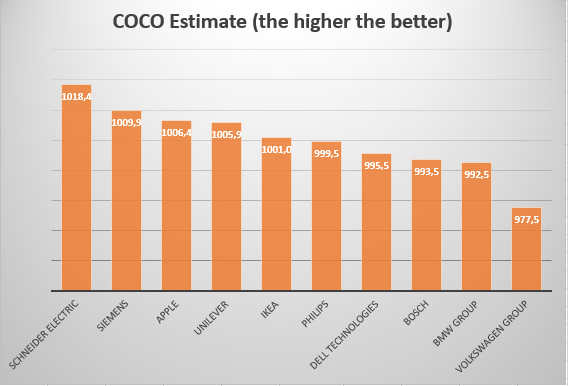 COCO Estimate (the higher the better)
1018,4
1009,9
1006,4
1005,9
1001,0
999,5
995,5
993,5
992,5
977,5
SCHNEIDER ELECTRIC
SIEMENS
APPLE
UNILEVER
IKEA
PHILIPS
DELL TECHNOLOGIES
BOSCH
BMW GROUP
VOLKSWAGEN GROUP